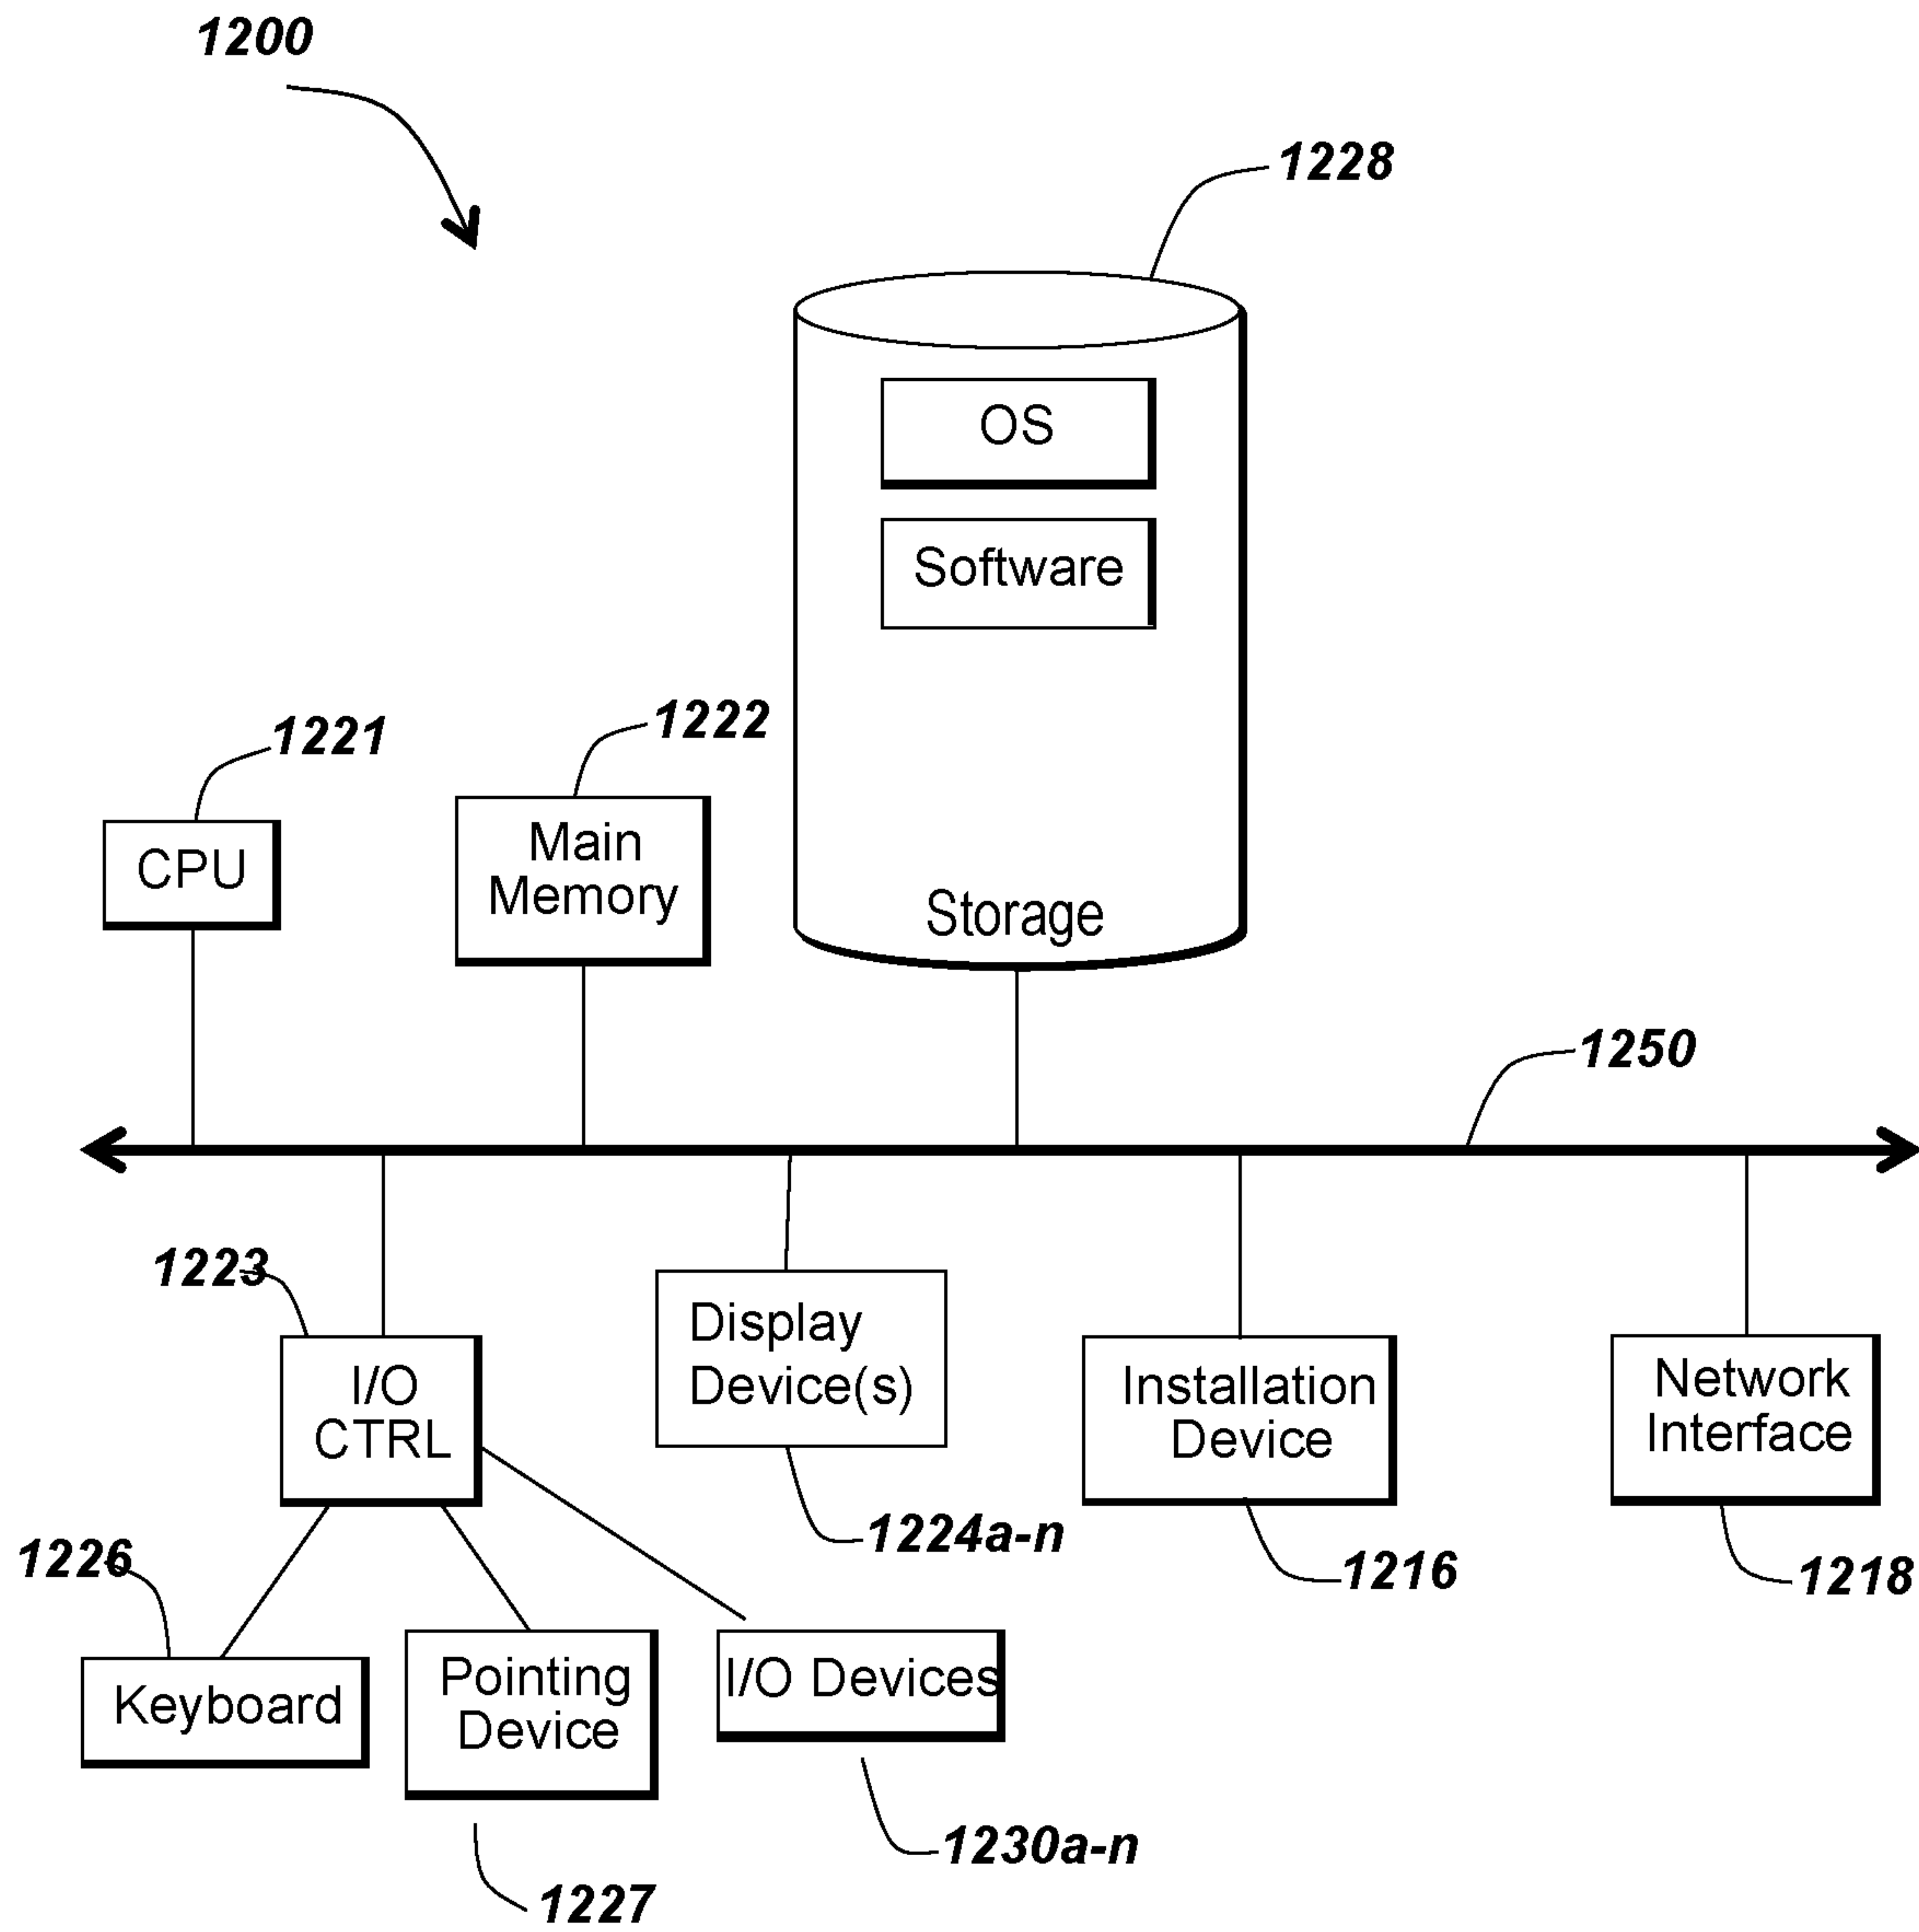 1200
1228
OS
Software
1221
1222
CPU
Main
Memory
Storage
1250
1223
I/O
CTRL
Display
Device(s)
Installation
Device
Network
Interface
1224a-n
1216
1218
1226
Keyboard
Pointing
Device
I/O Devices
1230a-n
1227